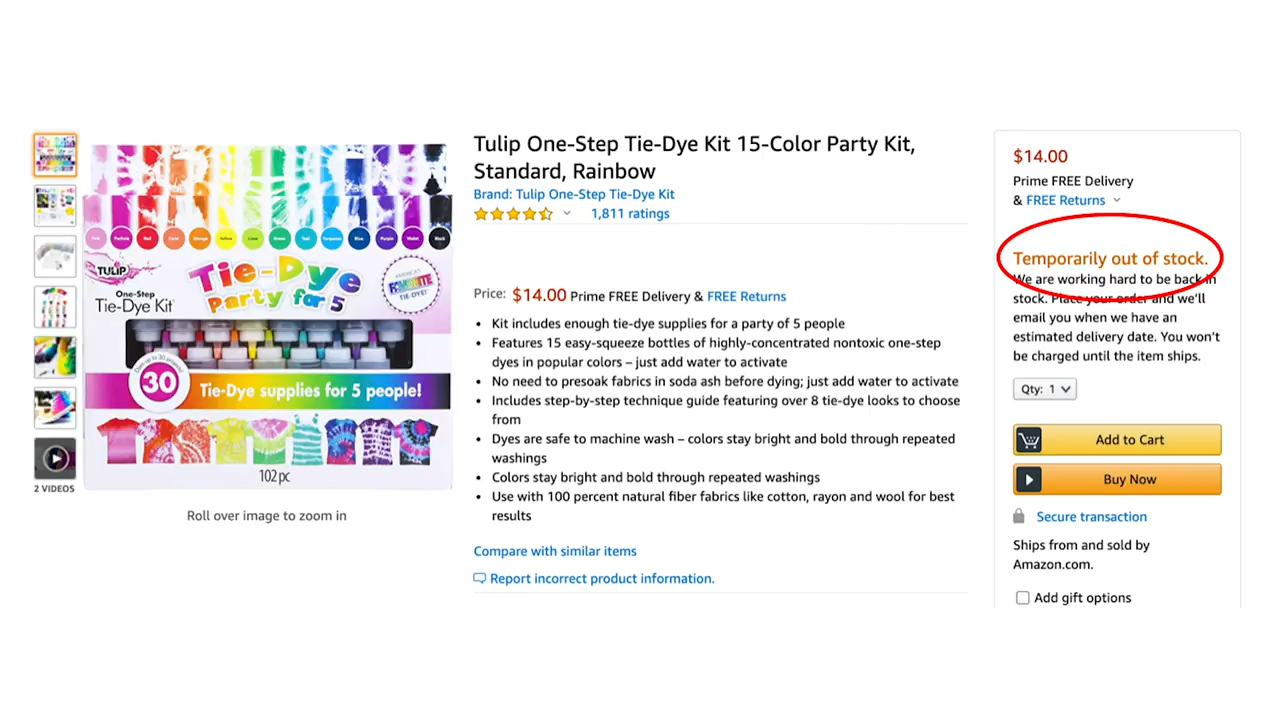 Tulip One-Step Tie-Dye Kit 15-Color Party Kit,
Standard, Rainbow
Brand: Tulip One-Step Tie-Dye Kit
1,811 ratings
Price: $14.00 Prime FREE Delivery & FREE Returns
• Kit includes enough tie-dye supplies for a party of 5 people
• Features 15 easy-squeeze bottles of highly-concentrated nontoxic one-step
dyes in popular colors – just add water to activate
• No need to presoak fabrics in soda ash before dying; just add water to activate
• Includes step-by-step technique guide featuring over 8 tie-dye looks to choose
from
• Dyes are safe to machine wash – colors stay bright and bold through repeated
washings
• Colors stay bright and bold through repeated washings
• Use with 100 percent natural fiber fabrics like cotton, rayon and wool for best
results
Compare with similar items
Report incorrect product information.
2 VIDEOS
Red
Yellow
Lime
Blue
Purple
Violet
Black
TULIP
One-Step
Tie-Dye Kit
Tie-Dye
Party for 5
AMERICA'S
FAVORITE
TIE-DYE!
30
Tie-Dye supplies for 5 people!
102 pc
Roll over image to zoom in
$14.00
Prime FREE Delivery
& FREE Returns
Temporarily out of stock.
We are working hard to be back in
stock. Place your order and we'll
email you when we have an
estimated delivery date. You won't
be charged until the item ships.
Qty: 1
Add to Cart
Buy Now
Secure transaction
Ships from and sold by
Amazon.com.
Add gift options